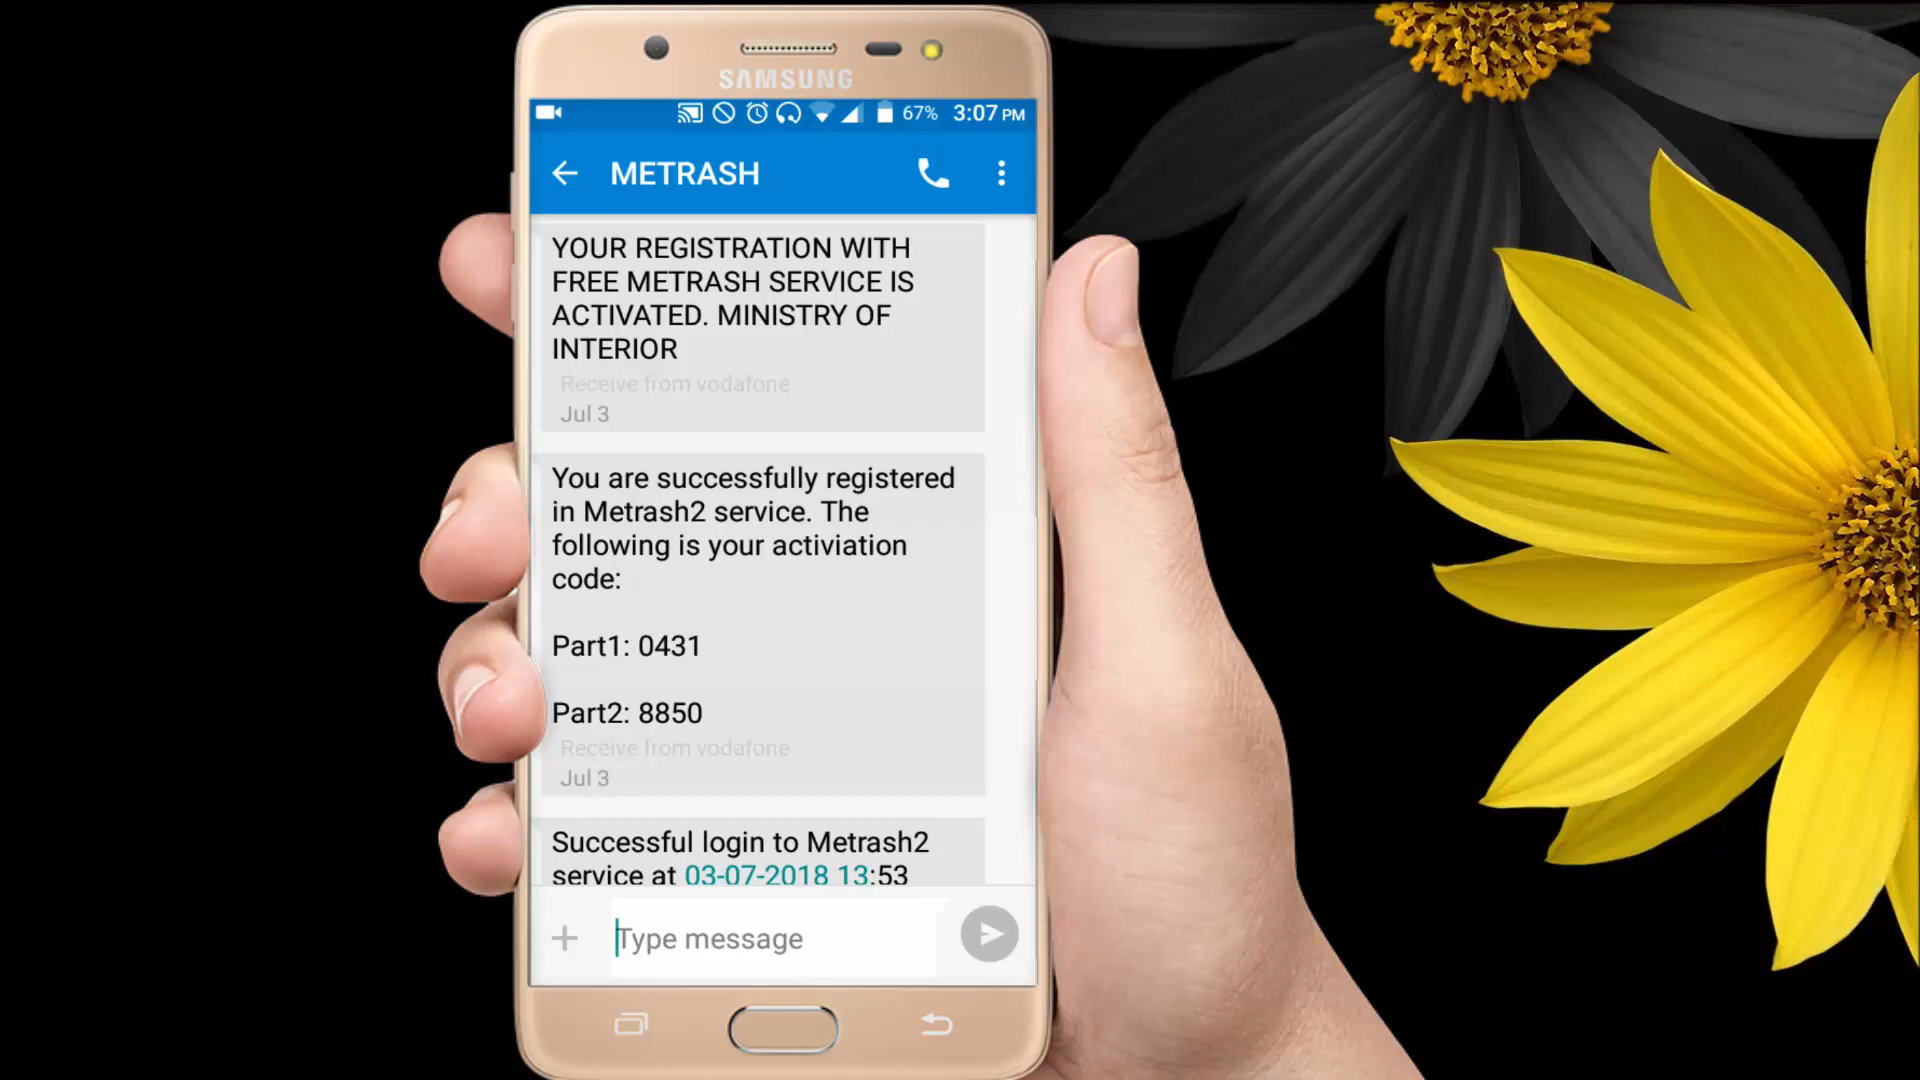 SAMSUNG
67% 3:07 PM
METRASH
YOUR REGISTRATION WITH
FREE METRASH SERVICE IS
ACTIVATED. MINISTRY OF
INTERIOR
Receive from vodafone
Jul 3
You are successfully registered
in Metrash2 service. The
following is your activiation
code:
Part1: 0431
Part2: 8850
Receive from vodafone
Jul 3
Successful login to Metrash2
service at 03-07-2018 13:53
Type message